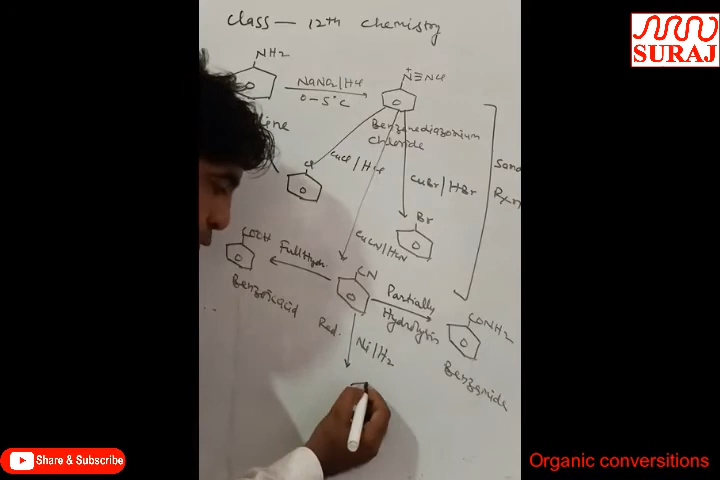 Class — 12th Chemistry
SURAJ
NH2
NaNO2/HCl
0-5°C
N≡NCl
Benzenediazonium
Chloride
Cl
CuCl/HCl
CuBr/HBr
Sand
Rxn
Br
CuCN/HCN
COOH
Full Hydr.
Benzoic acid
CN
Partially
Hydrolysis
CONH2
Benzamide
Red.
Ni/H2
Share & Subscribe
Organic conversitions